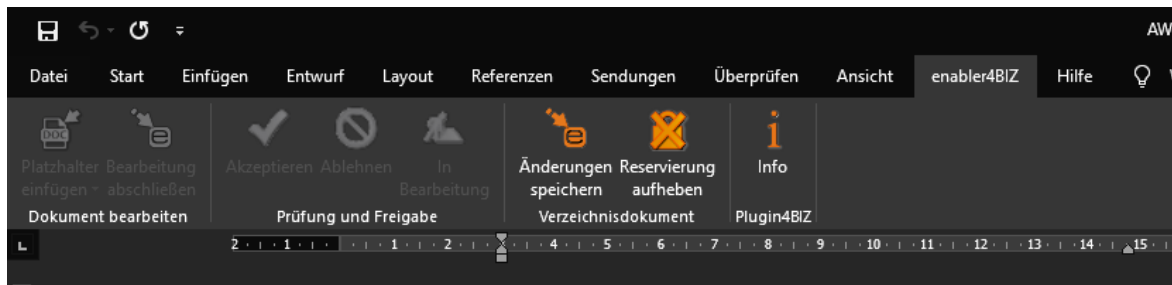 AW
Datei Start Einfügen Entwurf Layout Referenzen Sendungen Überprüfen Ansicht enabler4BIZ Hilfe
DOC
Platzhalter Bearbeitung Akzeptieren Ablehnen In Änderungen Reservierung Info
einfügen abschließen Bearbeitung speichern aufheben
Dokument bearbeiten Prüfung und Freigabe Verzeichnisdokument Plugin4BIZ
L 2 1 1 2 4 5 6 7 8 9 10 11 12 13 14 15